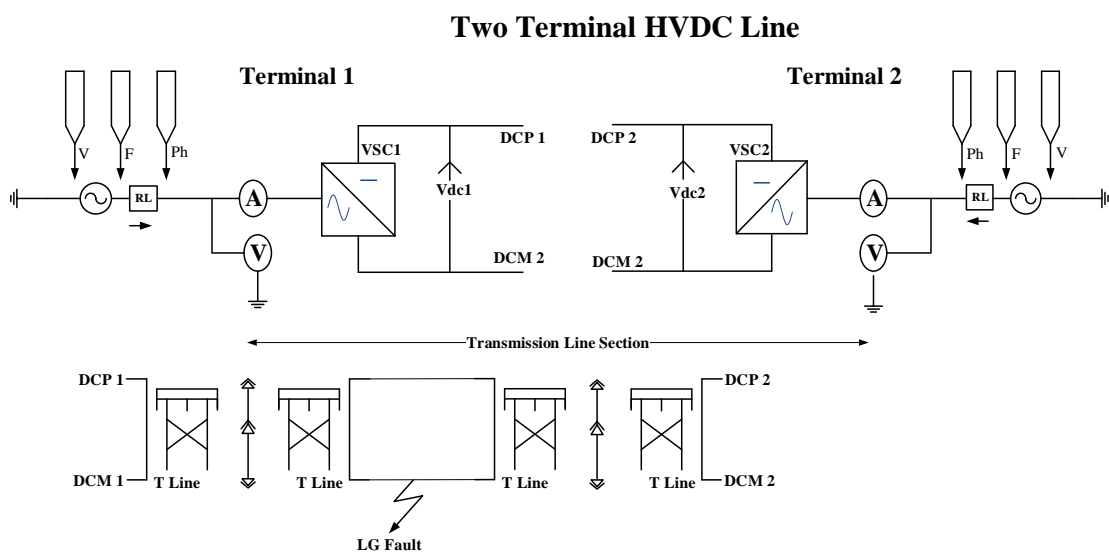 Two Terminal HVDC Line
Terminal 1
Terminal 2
V
F
Ph
Ph
F
V
DCP 1
DCP 2
VSC1
VSC2
Vdc1
Vdc2
RL
A
A
RL
V
V
DCM 2
DCM 2
Transmission Line Section
DCP 1
DCP 2
DCM 1
T Line
T Line
T Line
T Line
DCM 2
LG Fault